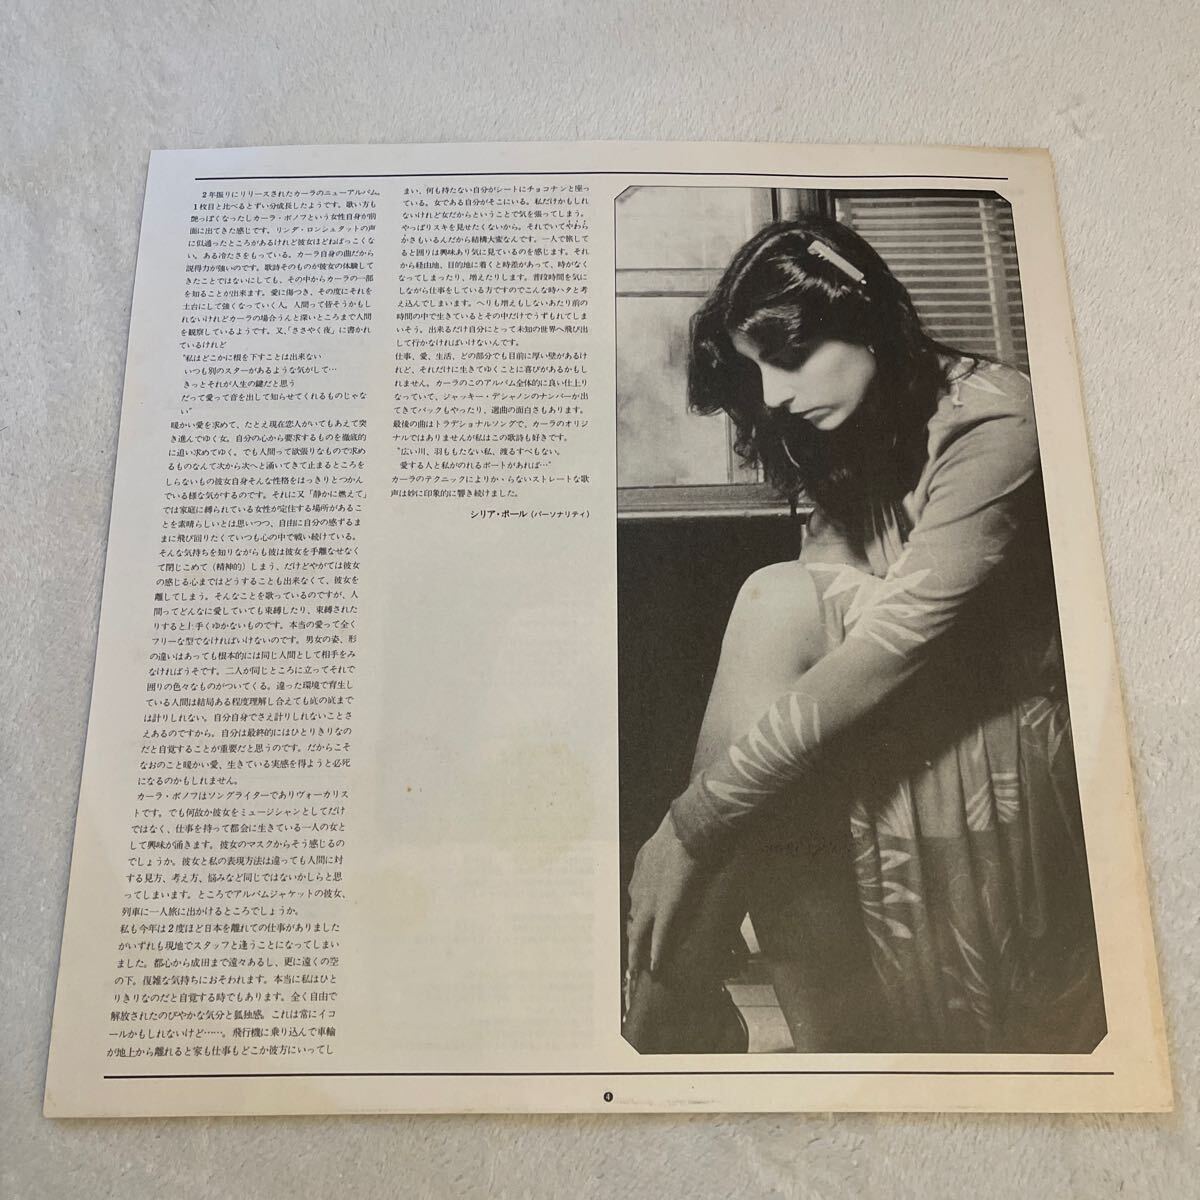 2年振りにリリースされたカーラのニューアルバム。
1枚目と比べるとずい分成長したようです。歌い方も
艶っぽくなったしカーラ・ボノフという女性自身が前
面に出てきた感じです。リンダ・ロンシュタットの声
に似通ったところがあるけれど彼女ほどねばっこくな
い。ある冷たさをもっている。カーラ自身の曲だから
説得力が強いのです。歌詩そのものが彼女の体験して
きたことではないにしても、その中からカーラの一部
を知ることが出来ます。愛に傷つき、その度にそれを
土台にして強くなっていく人。人間って皆そうかもし
れないけれどカーラの場合うんと深いところまで人間
を観察しているようです。又、「ささやく夜」に書かれ
ているけれど
“私はどこかに根を下すことは出来ない
いつも別のスターがあるような気がして…
きっとそれが人生の鍵だと思う
だって愛って音を出して知らせてくれるものじゃな
い”
暖かい愛を求めて、たとえ現在恋人がいてもあえて突
き進んでゆく女。自分の心から要求するものを徹底的
に追い求めてゆく。でも人間って欲張りなもので求め
るものなんて次から次へと涌いてきて止まるところを
しらないもの彼女自身そんな性格をはっきりとつかん
でいる様な気がするのです。それに又「静かに燃えて」
では家庭に縛られている女性が定住する場所があるこ
とを素晴らしいとは思いつつ、自由に自分の感ずるま
まに飛び回りたくていつも心の中で戦い続けている。
そんな気持ちを知りながらも彼は彼女を手離なせなく
て閉じこめて（精神的）しまう、だけどやがては彼女
の感じる心まではどうすることも出来なくて、彼女を
離してしまう。そんなことを歌っているのですが、人
間ってどんなに愛していても束縛したり、束縛された
りすると上手くゆかないものです。本当の愛って全く
フリーな型でなければいけないのです。男女の姿、形
の違いはあっても根本的には同じ人間として相手をみ
なければうそです。二人が同じところに立ってそれで
囲りの色々なものがついてくる。違った環境で育生し
ている人間は結局ある程度理解し合えても底の底まで
は計りしれない。自分自身でさえ計りしれないことさ
えあるのですから。自分は最終的にはひとりきりなの
だと自覚することが重要だと思うのです。だからこそ
なおのこと暖かい愛、生きている実感を得ようと必死
になるのかもしれません。
カーラ・ボノフはソングライターでありヴォーカリス
トです。でも何故か彼女をミュージシャンとしてだけ
ではなく、仕事を持って都会に生きている一人の女と
して興味が涌きます。彼女のマスクからそう感じるの
でしょうか。彼女と私の表現方法は違っても人間に対
する見方、考え方、悩みなど同じではないかしらと思
ってしまいます。ところでアルバムジャケットの彼女、
列車に一人旅に出かけるところでしょうか。
私も今年は2度ほど日本を離れての仕事がありました
がいずれも現地でスタッフと逢うことになってしまい
ました。都心から成田まで遠々あるし、更に遠くの空
の下。復雑な気持ちにおそわれます。本当に私はひと
りきりなのだと自覚する時でもあります。全く自由で
解放されたのびやかな気分と孤独感。これは常にイコ
ールかもしれないけど……。飛行機に乗り込んで車輪
が地上から離れると家も仕事もどこか彼方にいってし
まい、何も持たない自分がシートにチョコナンと座っ
ている。女である自分がそこにいる。私だけかもしれ
ないけれど女だからということで気を張ってしまう。
やっぱりスキを見せたくないから。それでいてやわら
かさもいるんだから結構大変なんです。一人で旅して
ると回りは興味あり気に見ているのを感じます。それ
から経由地、目的地に着くと時差があって、時がなく
なってしまったり、増えたりします。普段時間を気に
しながら仕事をしている方ですのでこんな時ハタと考
え込んでしまいます。へりも増えもしないあたり前の
時間の中で生きているとその中だけでうずもれてしま
いそう。出来るだけ自分にとって未知の世界へ飛び出
して行かなければいけないんです。
仕事、愛、生活、どの部分でも目前に厚い壁があるけ
れど、それだけに生きてゆくことに喜びがあるかもし
れません。カーラのこのアルバム全体的に良い仕上り
なっていて、ジャッキー・デシャノンのナンバーが出
てきてバックもやったり、選曲の面白さもあります。
最後の曲はトラデショナルソングで、カーラのオリジ
ナルではありませんが私はこの歌詩も好きです。
“広い川、羽ももたない私、渡るすべもない。
愛する人と私がのれるボートがあれば…”
カーラのテクニックによりか・らないストレートな歌
声は妙に印象的に響き続けました。
シリア・ポール（パーソナリティ）
4